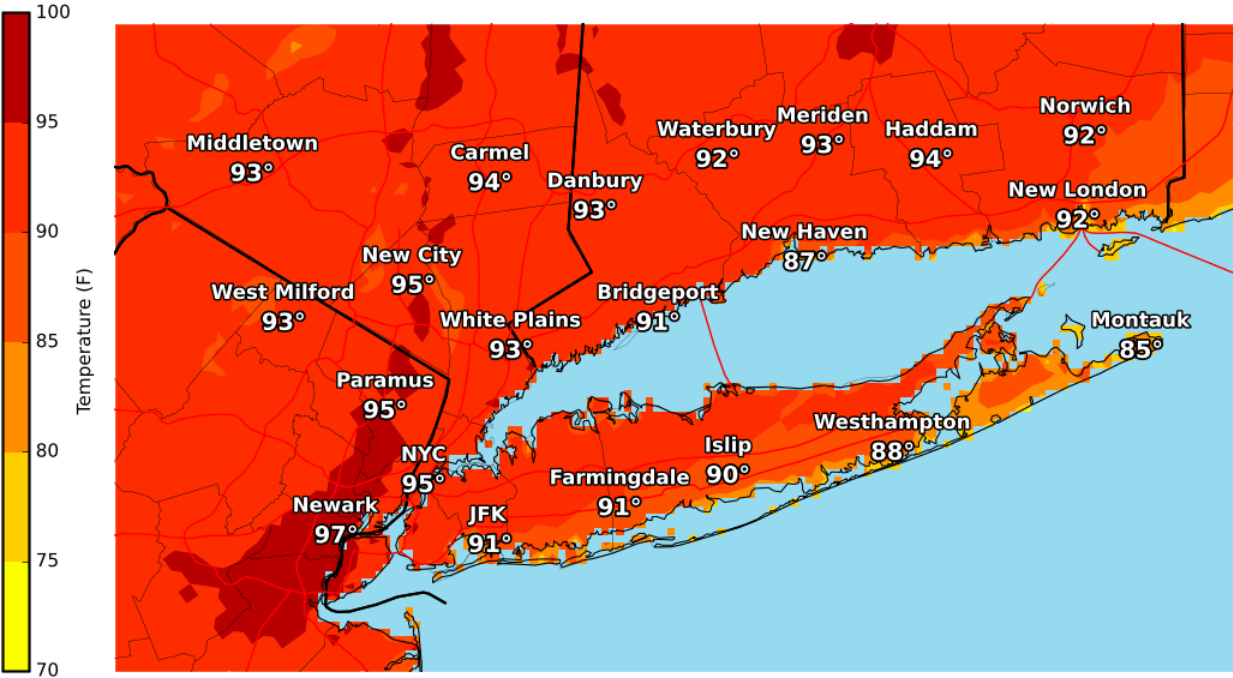 100
95
90
85
80
75
70
Temperature (F)
Norwich
92°
Meriden
93°
Waterbury
92°
Haddam
94°
Middletown
93°
Carmel
94°
Danbury
93°
New London
92°
New Haven
87°
New City
95°
West Milford
93°
Bridgeport
91°
White Plains
93°
Montauk
85°
Paramus
95°
Westhampton
88°
Islip
90°
NYC
95°
Farmingdale
91°
Newark
97°
JFK
91°